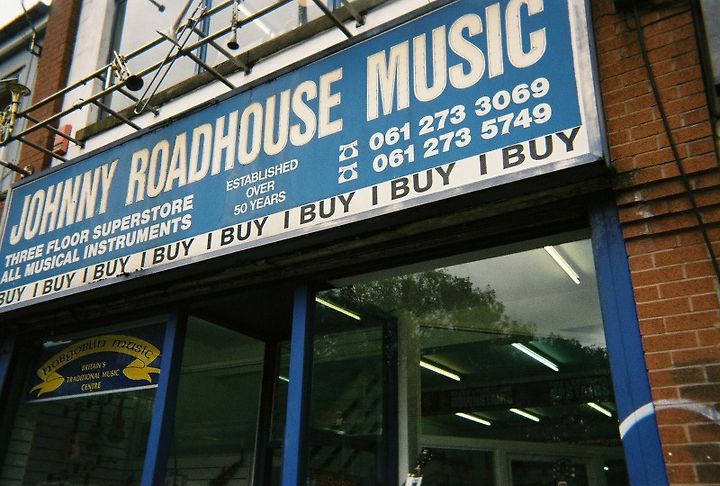 JOHNNY ROADHOUSE MUSIC
THREE FLOOR SUPERSTORE
ALL MUSICAL INSTRUMENTS
ESTABLISHED
OVER
50 YEARS
061 273 3069
061 273 5749
BUY I BUY I BUY I BUY I BUY I BUY I BUY I BUY I BUY
Hobgoblin Music
BRITAIN'S
TRADITIONAL MUSIC
CENTRE